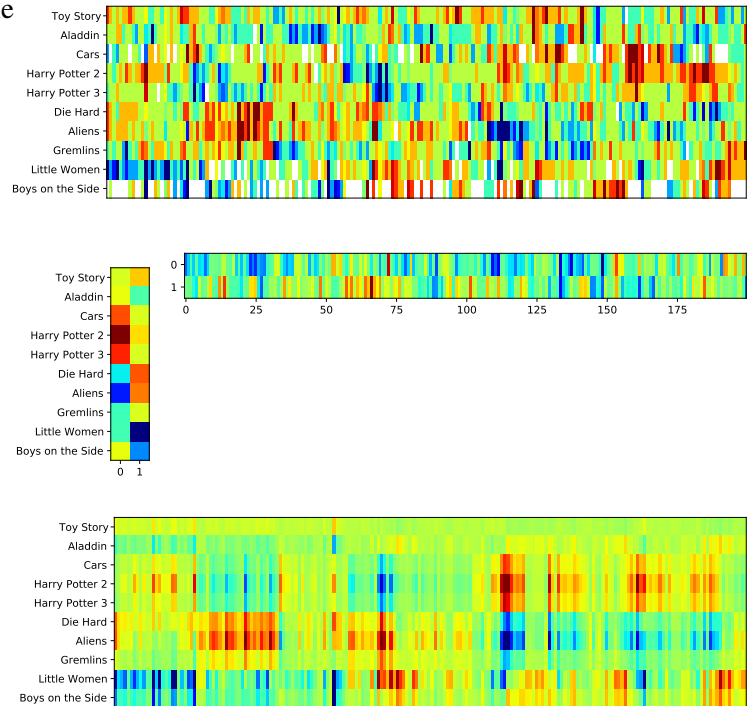 e
Toy Story
Aladdin
Cars
Harry Potter 2
Harry Potter 3
Die Hard
Aliens
Gremlins
Little Women
Boys on the Side
0
1
0 25 50 75 100 125 150 175
Toy Story
Aladdin
Cars
Harry Potter 2
Harry Potter 3
Die Hard
Aliens
Gremlins
Little Women
Boys on the Side
0 1
Toy Story
Aladdin
Cars
Harry Potter 2
Harry Potter 3
Die Hard
Aliens
Gremlins
Little Women
Boys on the Side